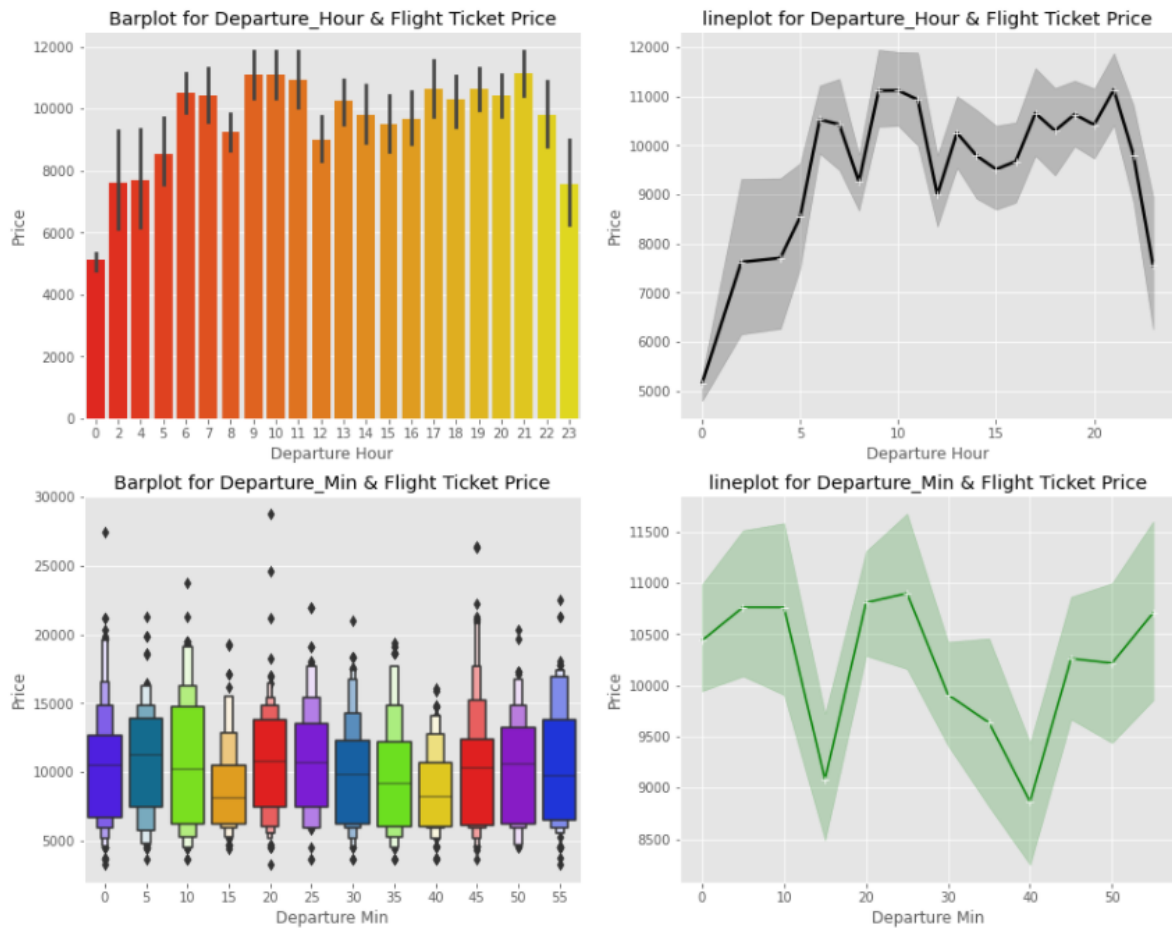 Barplot for Departure_Hour & Flight Ticket Price
12000
10000
8000
6000
4000
2000
0
Price
0 2 4 5 6 7 8 9 10 11 12 13 14 15 16 17 18 19 20 21 22 23
Departure Hour
lineplot for Departure_Hour & Flight Ticket Price
12000
11000
10000
9000
8000
7000
6000
5000
Price
0 5 10 15 20
Departure Hour
Barplot for Departure_Min & Flight Ticket Price
30000
25000
20000
15000
10000
5000
Price
0 5 10 15 20 25 30 35 40 45 50 55
Departure Min
lineplot for Departure_Min & Flight Ticket Price
11500
11000
10500
10000
9500
9000
8500
Price
0 10 20 30 40 50
Departure Min